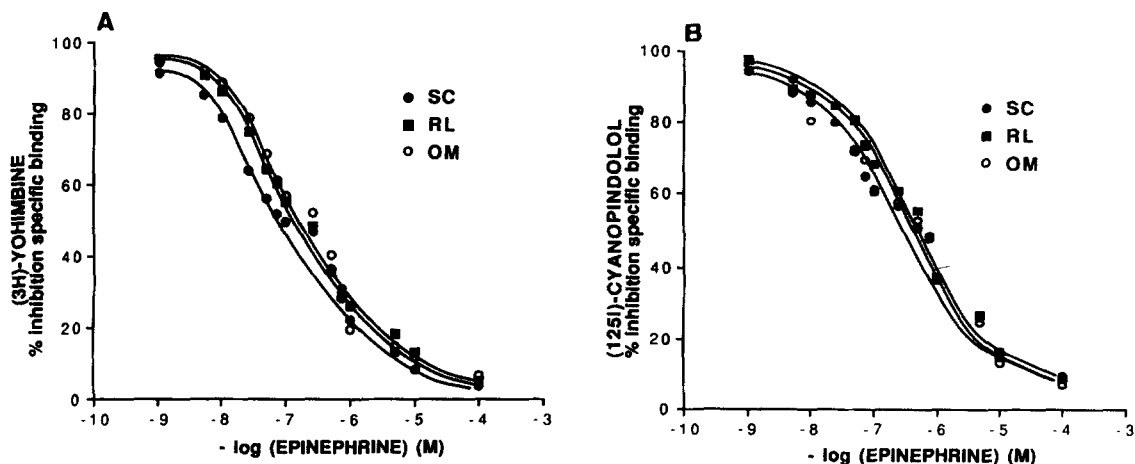 A
(3H)-YOHIMBINE
% inhibition specific binding
100
80
60
40
20
0
-10 -9 -8 -7 -6 -5 -4 -3
- log (EPINEPHRINE) (M)
SC
RL
OM
B
(125I)-CYANOPINDOLOL
% inhibition specific binding
100
80
60
40
20
0
-10 -9 -8 -7 -6 -5 -4 -3
- log (EPINEPHRINE) (M)
SC
RL
OM